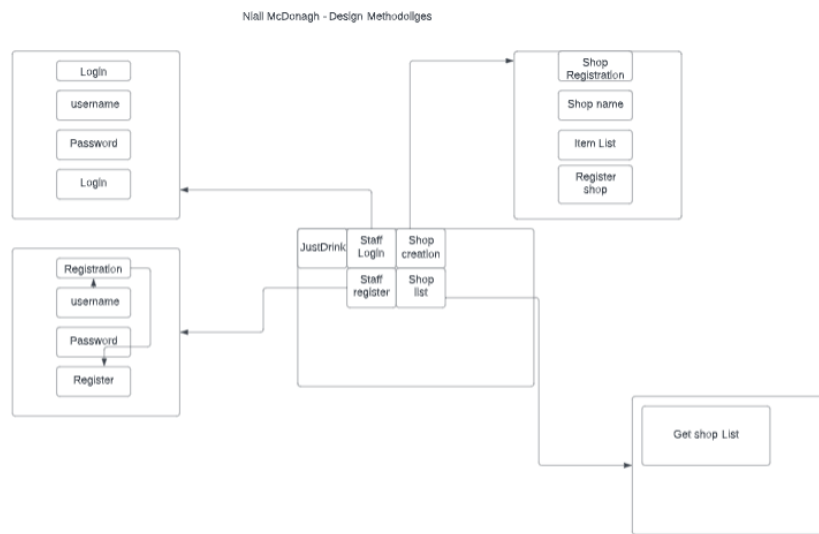 Niall McDonagh - Design Methodoliges
Login
username
Password
Login
Shop
Registration
Shop name
Item List
Register
shop
JustDrink
Staff
Login
Shop
creation
Staff
register
Shop
list
Registration
username
Password
Register
Get shop List